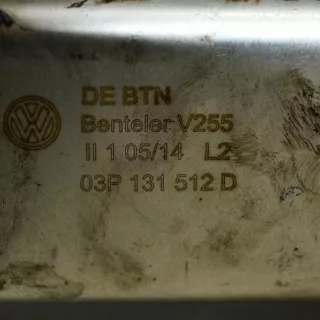 DE BTN
Benteler V255
II 1 05/14 L2
03P 131 512 D